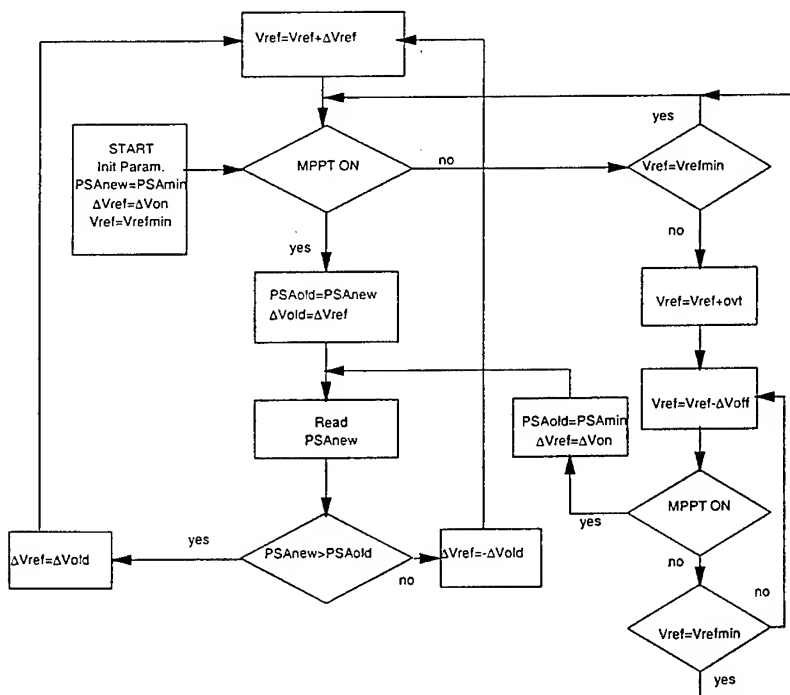 Vref=Vref+ΔVref
START
Init Param.
PSAnew=PSAmin
ΔVref=ΔVon
Vref=Vrefmin
MPPT ON
no
yes
Vref=Vrefmin
no
yes
PSAold=PSAnew
ΔVold=ΔVref
Vref=Vref+ovt
Read
PSAnew
PSAold=PSAmin
ΔVref=ΔVon
Vref=Vref-ΔVoff
MPPT ON
yes
no
PSAnew>PSAold
yes
no
ΔVref=ΔVold
ΔVref=-ΔVold
Vref=Vrefmin
no
yes